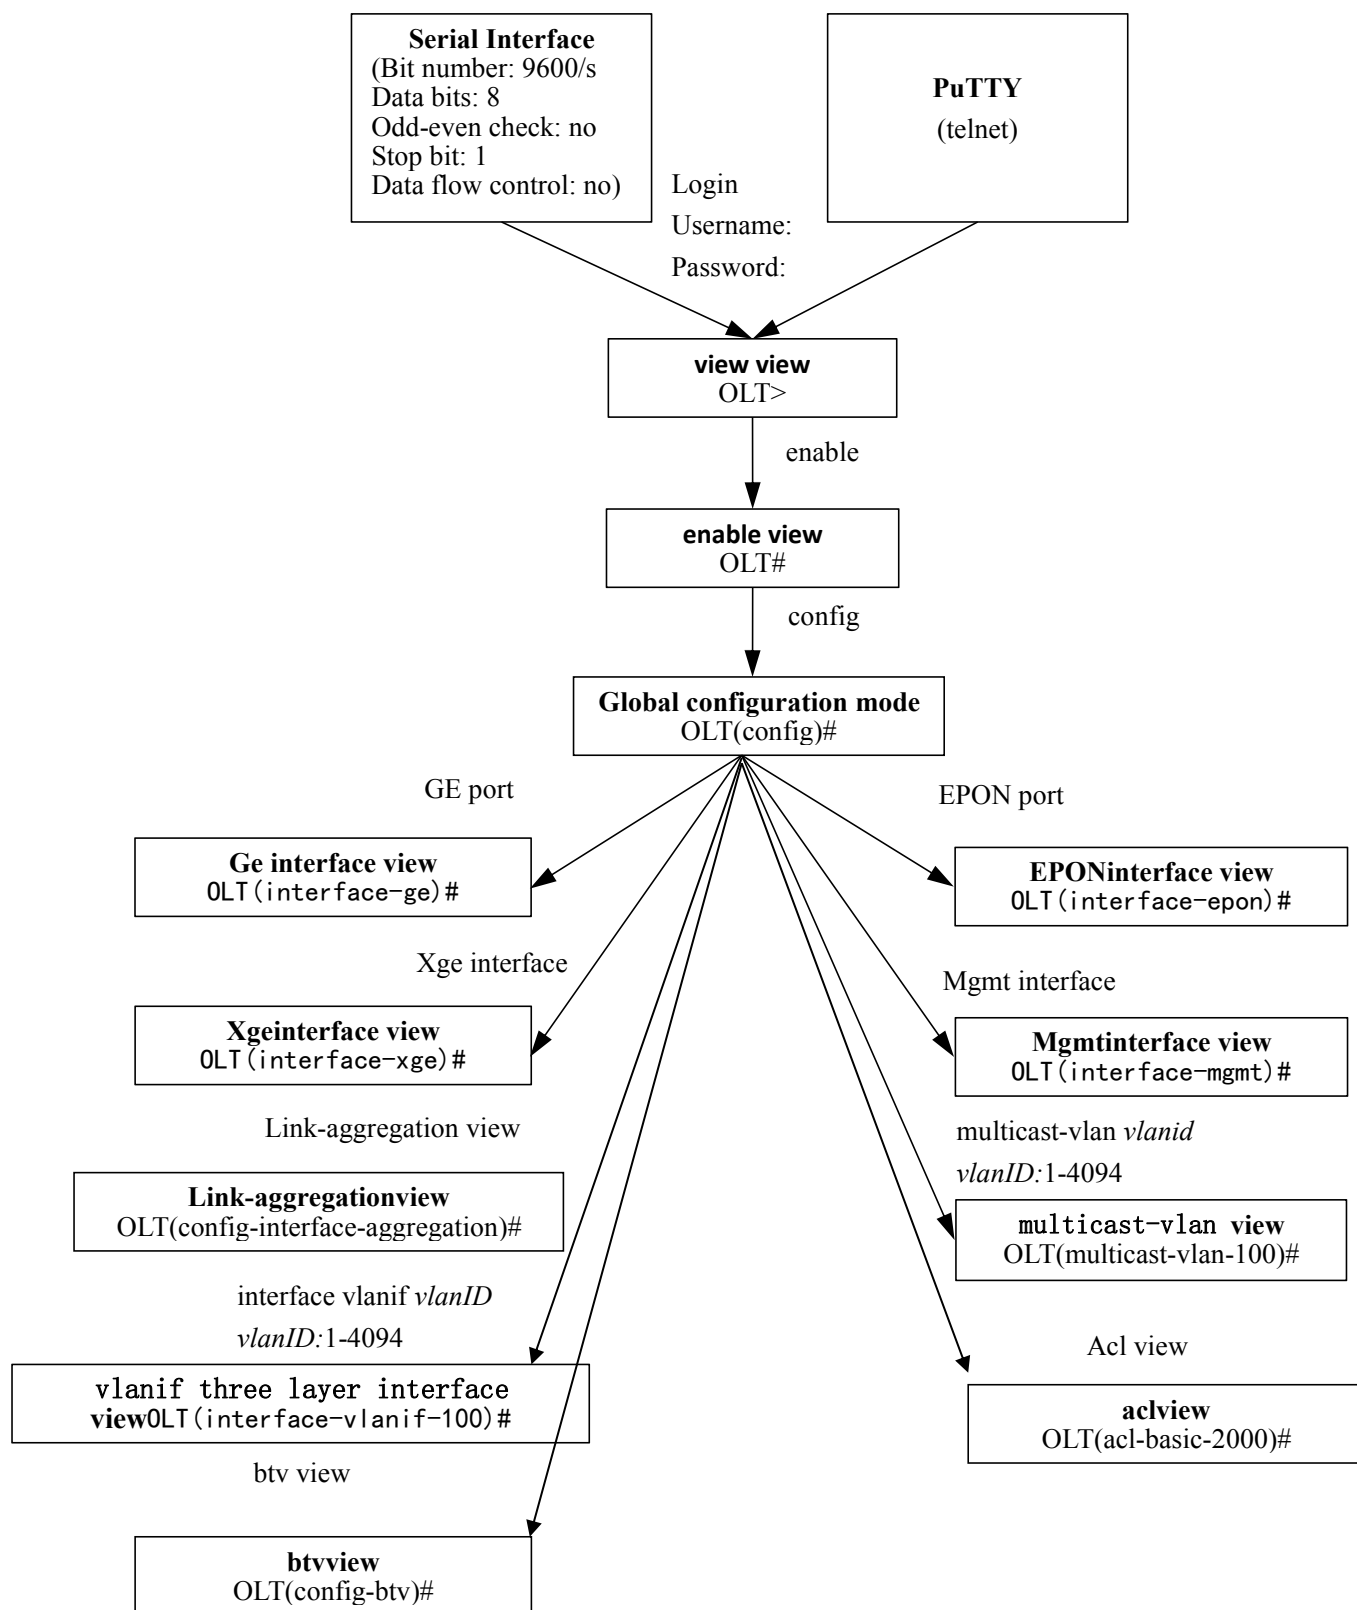 Serial Interface
(Bit number: 9600/s
Data bits: 8
Odd-even check: no
Stop bit: 1
Data flow control: no)
PuTTY
(telnet)
Login
Username:
Password:
view view
OLT>
enable
enable view
OLT#
config
Global configuration mode
OLT(config)#
GE port
EPON port
Ge interface view
OLT(interface-ge)#
EPONinterface view
OLT(interface-epon)#
Xge interface
Mgmt interface
Xgeinterface view
OLT(interface-xge)#
Mgmtinterface view
OLT(interface-mgmt)#
Link-aggregation view
multicast-vlan vlanid
vlanID:1-4094
Link-aggregationview
OLT(config-interface-aggregation)#
multicast-vlan view
OLT(multicast-vlan-100)#
interface vlanif vlanID
vlanID:1-4094
Acl view
vlanif three layer interface
viewOLT(interface-vlanif-100)#
aclview
OLT(acl-basic-2000)#
btv view
btvview
OLT(config-btv)#